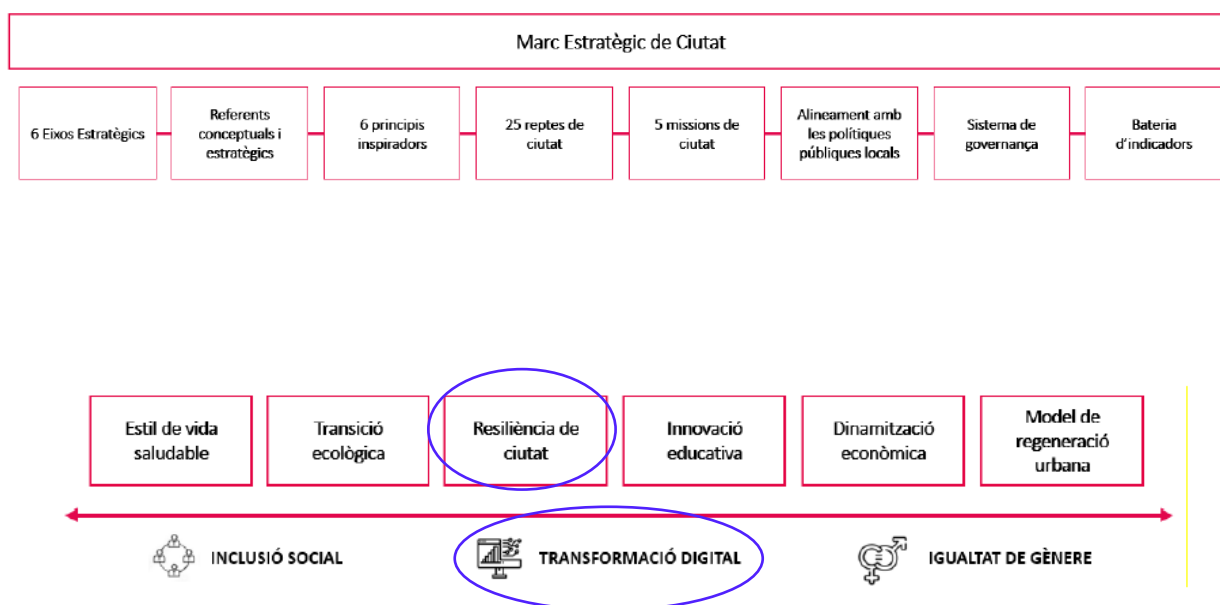 Marc Estratègic de Ciutat
6 Eixos Estratègics
Referents
conceptuals i
estratègics
6 principis
inspiradors
25 reptes de
ciutat
5 missions de
ciutat
Alineament amb
les polítiques
públiques locals
Sistema de
governança
Bateria
d'indicadors
Estil de vida
saludable
Transició
ecològica
Resiliència de
ciutat
Innovació
educativa
Dinamització
econòmica
Model de
regeneració
urbana
INCLUSIÓ SOCIAL
TRANSFORMACIÓ DIGITAL
IGUALTAT DE GÈNERE